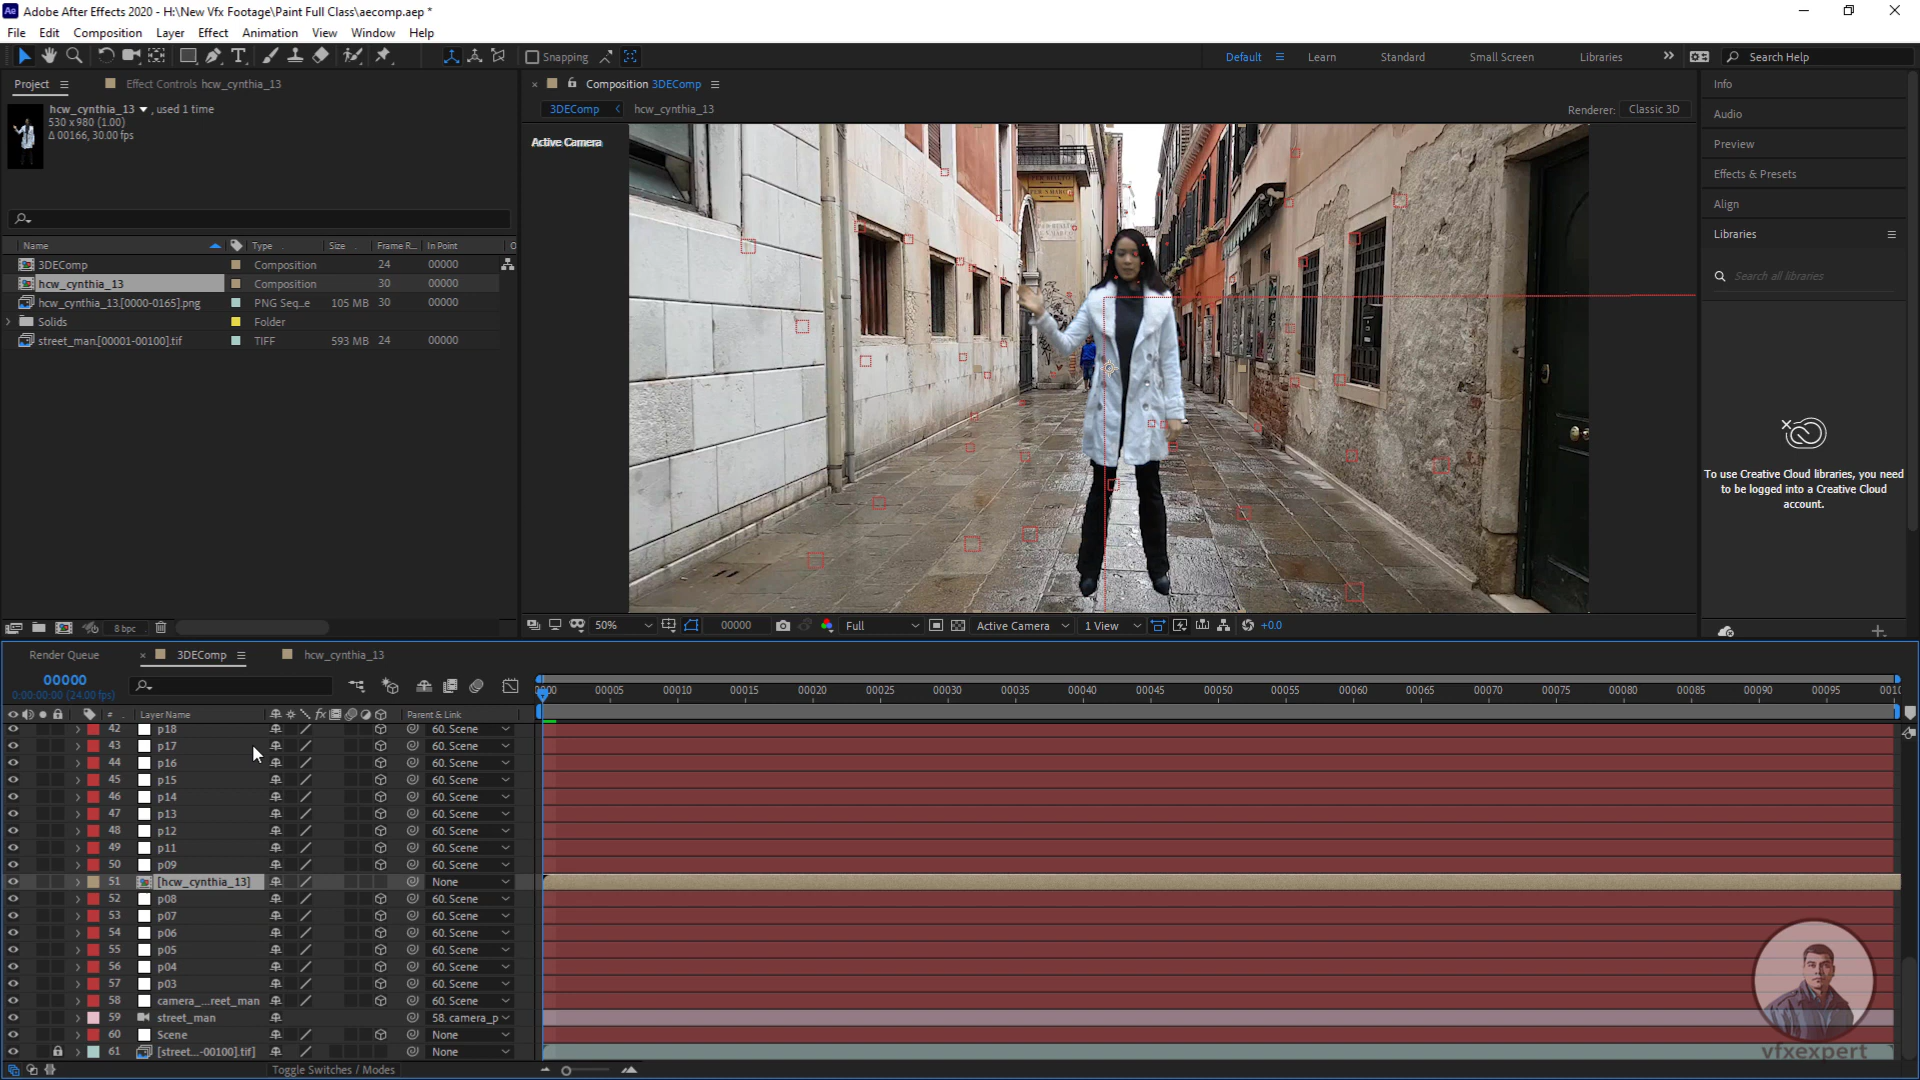 Adobe After Effects 2020 - H:\New Vfx Footage\Paint Full Class\aecomp.aep *
File Edit Composition Layer Effect Animation View Window Help
Snapping
Default Learn Standard Small Screen Libraries Search Help
Project Effect Controls hcw_cynthia_13
hcw_cynthia_13 , used 1 time
530 x 980 (1.00)
Δ 00166, 30.00 fps
Name Type Size Frame R... In Point O
3DEComp Composition 24 00000
hcw_cynthia_13 Composition 30 00000
hcw_cynthia_13.[0000-0165].png PNG Seq...e 105 MB 30 00000
Solids Folder
street_man.[00001-00100].tif TIFF 593 MB 24 00000
8 bpc
Composition 3DEComp
3DEComp hcw_cynthia_13
Renderer: Classic 3D
Active Camera
PER RIALTO
PER S.MARCO
50% 00000 Full Active Camera 1 View +0.0
Info
Audio
Preview
Effects & Presets
Align
Libraries
Search all libraries
To use Creative Cloud libraries, you need
to be logged into a Creative Cloud
account.
Render Queue 3DEComp hcw_cynthia_13
00000
0:00:00:00 (24.00 fps)
00005 00010 00015 00020 00025 00030 00035 00040 00045 00050 00055 00060 00065 00070 00075 00080 00085 00090 00095
# Layer Name fx Parent & Link
42 p18 60. Scene
43 p17 60. Scene
44 p16 60. Scene
45 p15 60. Scene
46 p14 60. Scene
47 p13 60. Scene
48 p12 60. Scene
49 p11 60. Scene
50 p09 60. Scene
51 [hcw_cynthia_13] None
52 p08 60. Scene
53 p07 60. Scene
54 p06 60. Scene
55 p05 60. Scene
56 p04 60. Scene
57 p03 60. Scene
58 camera_...reet_man 60. Scene
59 street_man 58. camera_p
60 Scene None
61 [street...-00100].tif] None
Toggle Switches / Modes
vfxexpert